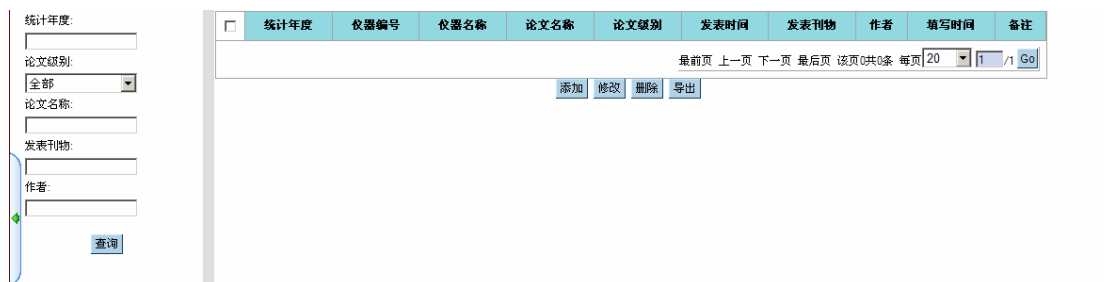 统计年度:
论文级别:
全部
论文名称:
发表刊物:
作者:
查询
统计年度 仪器编号 仪器名称 论文名称 论文级别 发表时间 发表刊物 作者 填写时间 备注
最前页 上一页 下一页 最后页 该页0共0条 每页 20 1 /1 Go
添加 修改 删除 导出